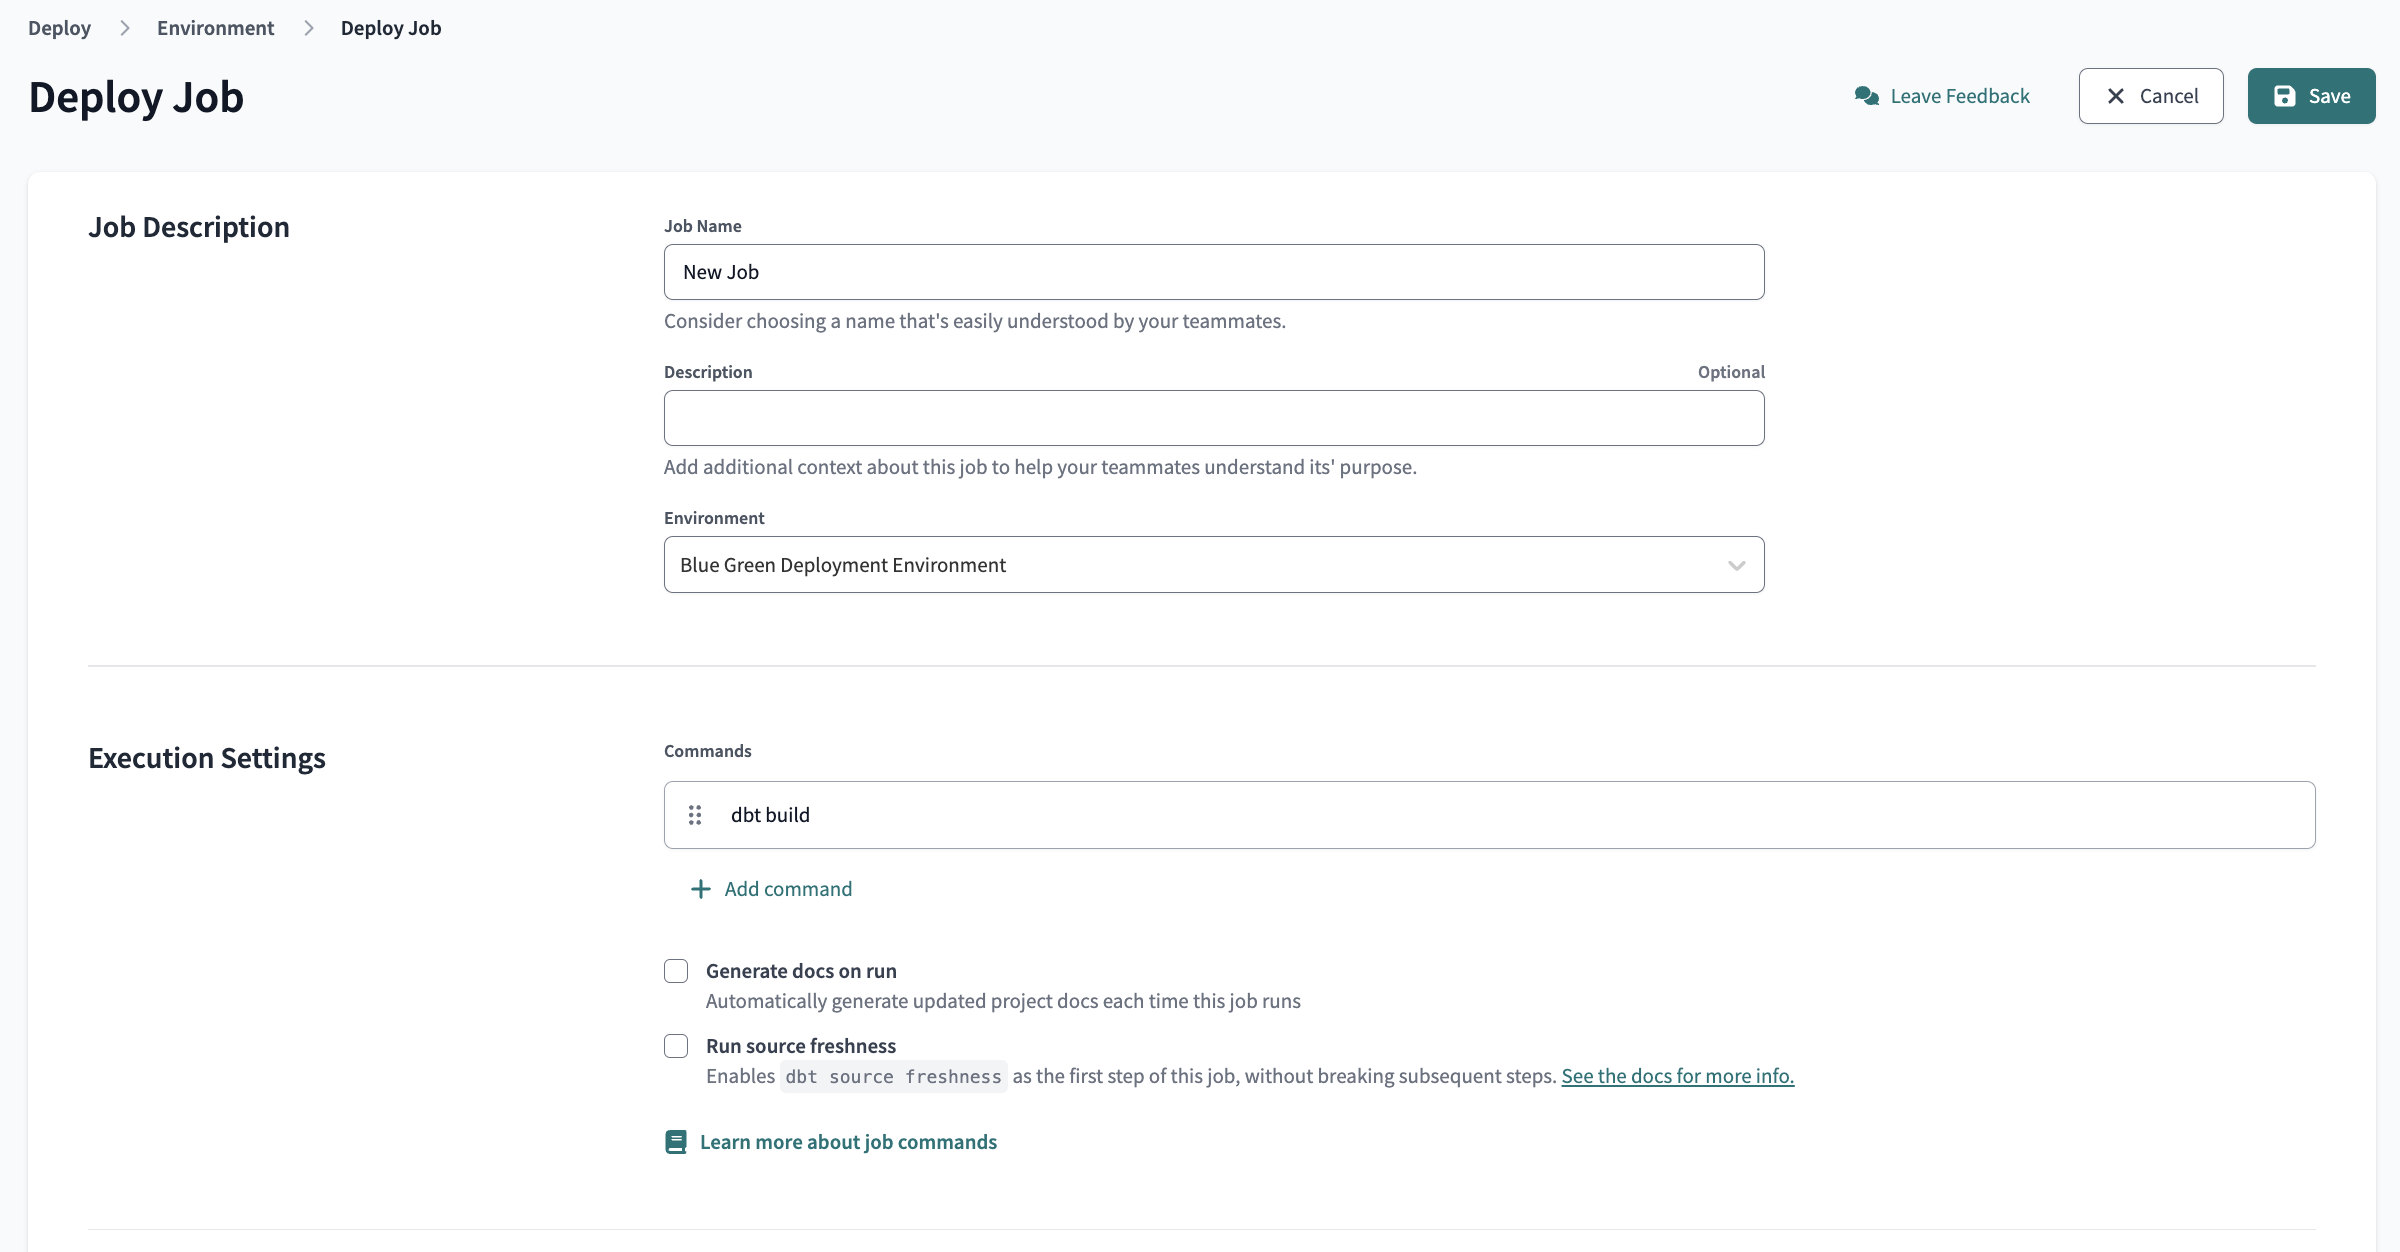 Deploy > Environment > Deploy Job
Deploy Job
Leave Feedback
Cancel
Save
Job Description
Job Name
New Job
Consider choosing a name that's easily understood by your teammates.
Description
Optional
Add additional context about this job to help your teammates understand its' purpose.
Environment
Blue Green Deployment Environment
Execution Settings
Commands
dbt build
Add command
Generate docs on run
Automatically generate updated project docs each time this job runs
Run source freshness
Enables dbt source freshness as the first step of this job, without breaking subsequent steps. See the docs for more info.
Learn more about job commands